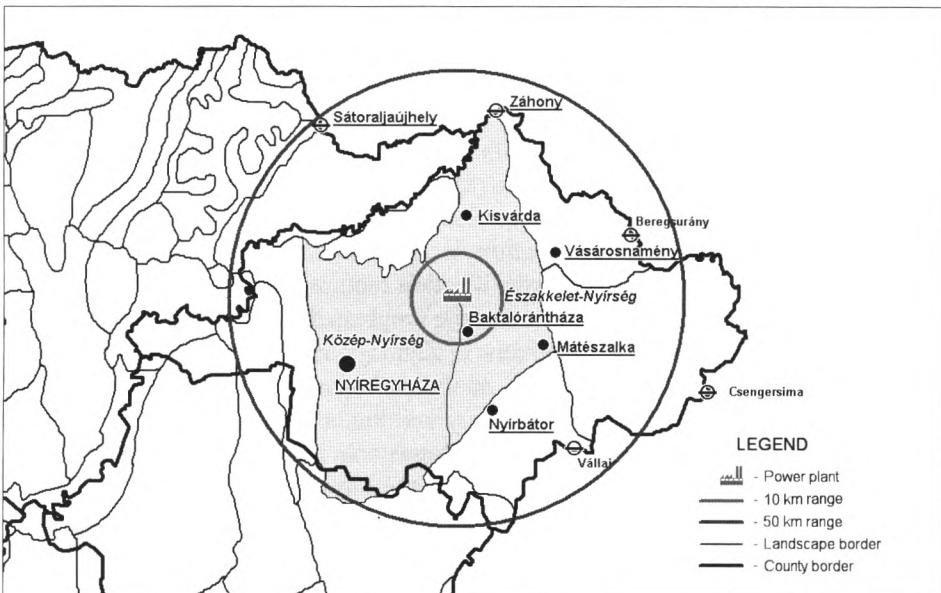 Záhony
Sátoraljaújhely
Kisvárda
Beregsurány
Vásárosnamény
Északkelet-Nyírség
Baktalórántháza
Közép-Nyírség
Mátészalka
NYÍREGYHÁZA
Csengersima
Nyírbátor
Vállaj
LEGEND
- Power plant
- 10 km range
- 50 km range
- Landscape border
- County border